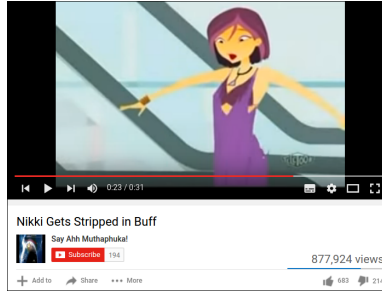 0:23 / 0:31
Nikki Gets Stripped in Buff
Say Ahh Muthaphuka!
Subscribe 194
877,924 views
Add to Share More
683 214